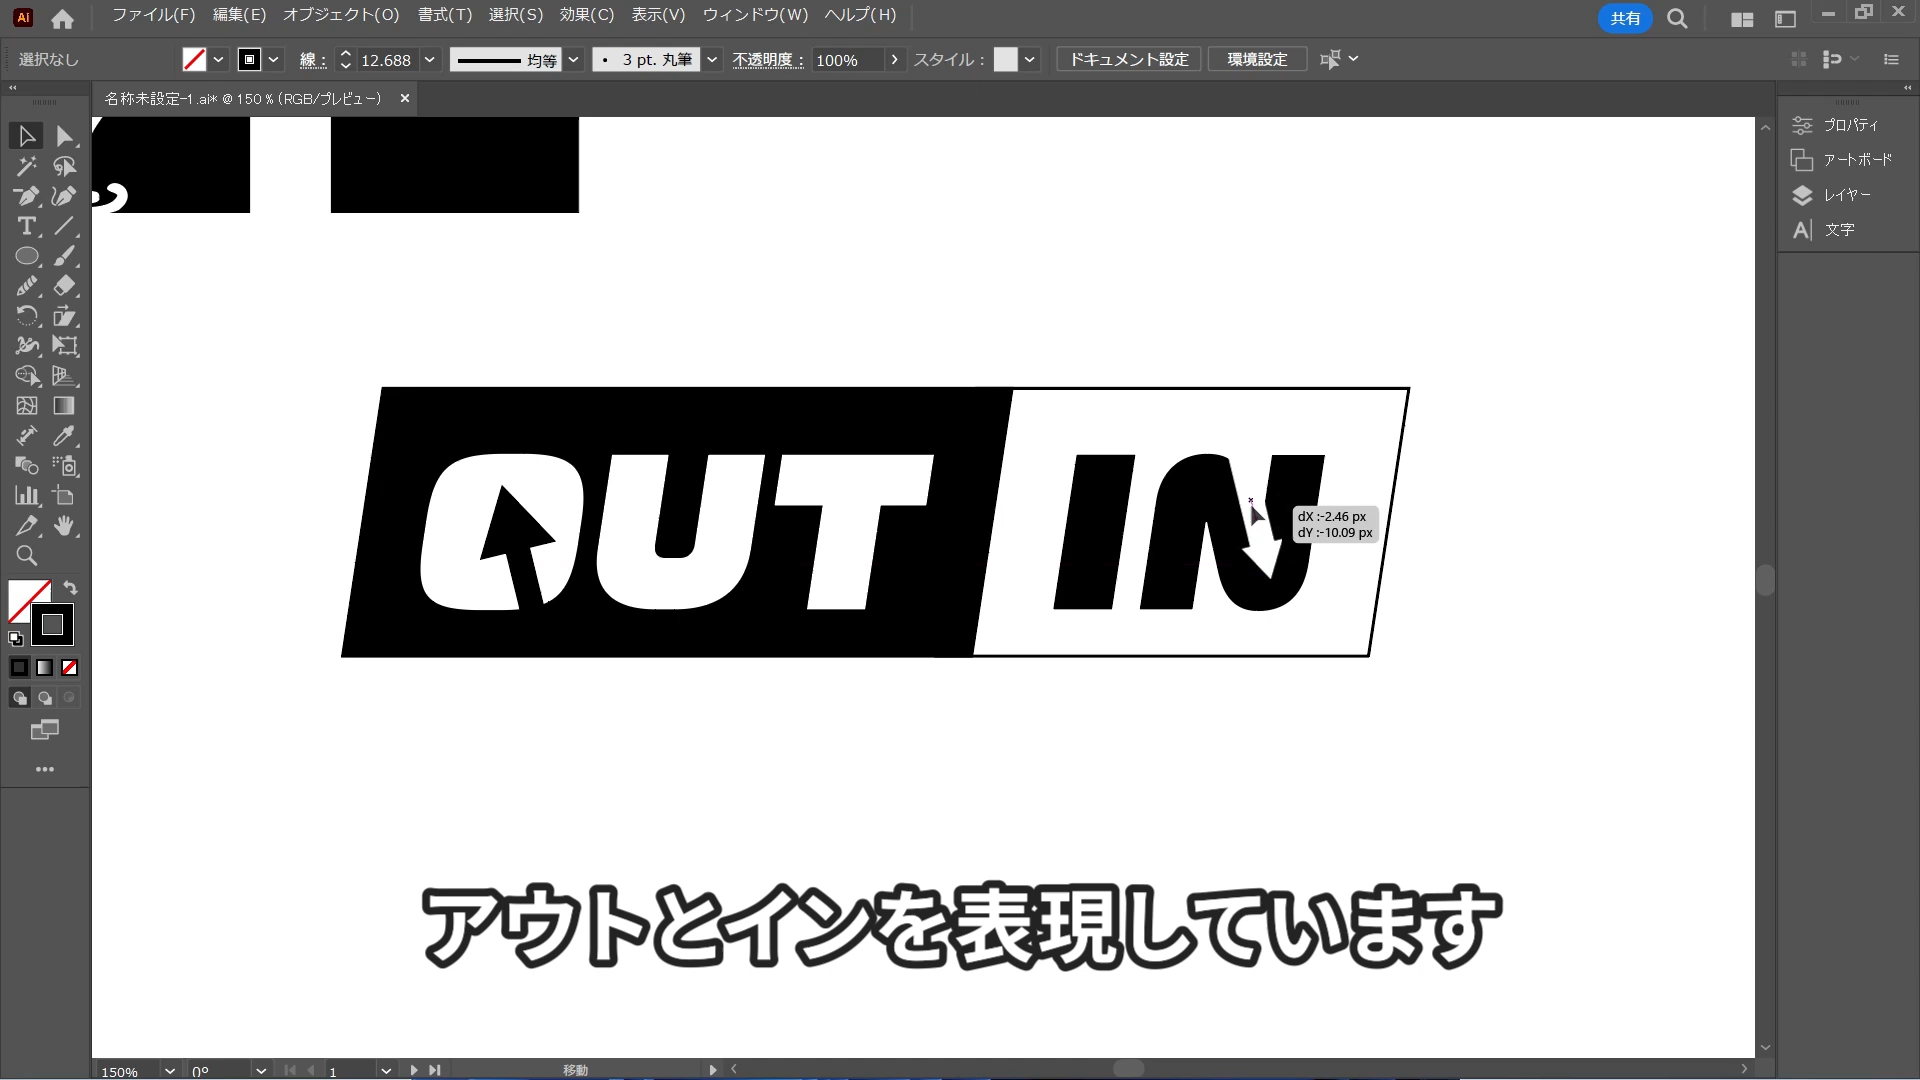 Ai ファイル(F) 編集(E) オブジェクト(O) 書式(T) 選択(S) 効果(C) 表示(V) ウィンドウ(W) ヘルプ(H) 共有
選択なし 線 : 12.688 均等 3 pt. 丸筆 不透明度 : 100% スタイル : ドキュメント設定 環境設定
名称未設定-1.ai* @ 150 % (RGB/プレビュー) ×
プロパティ
アートボード
レイヤー
文字
OUT IN
dX :-2.46 px
dY :-10.09 px
アウトとインを表現しています
150% 0° 1 移動